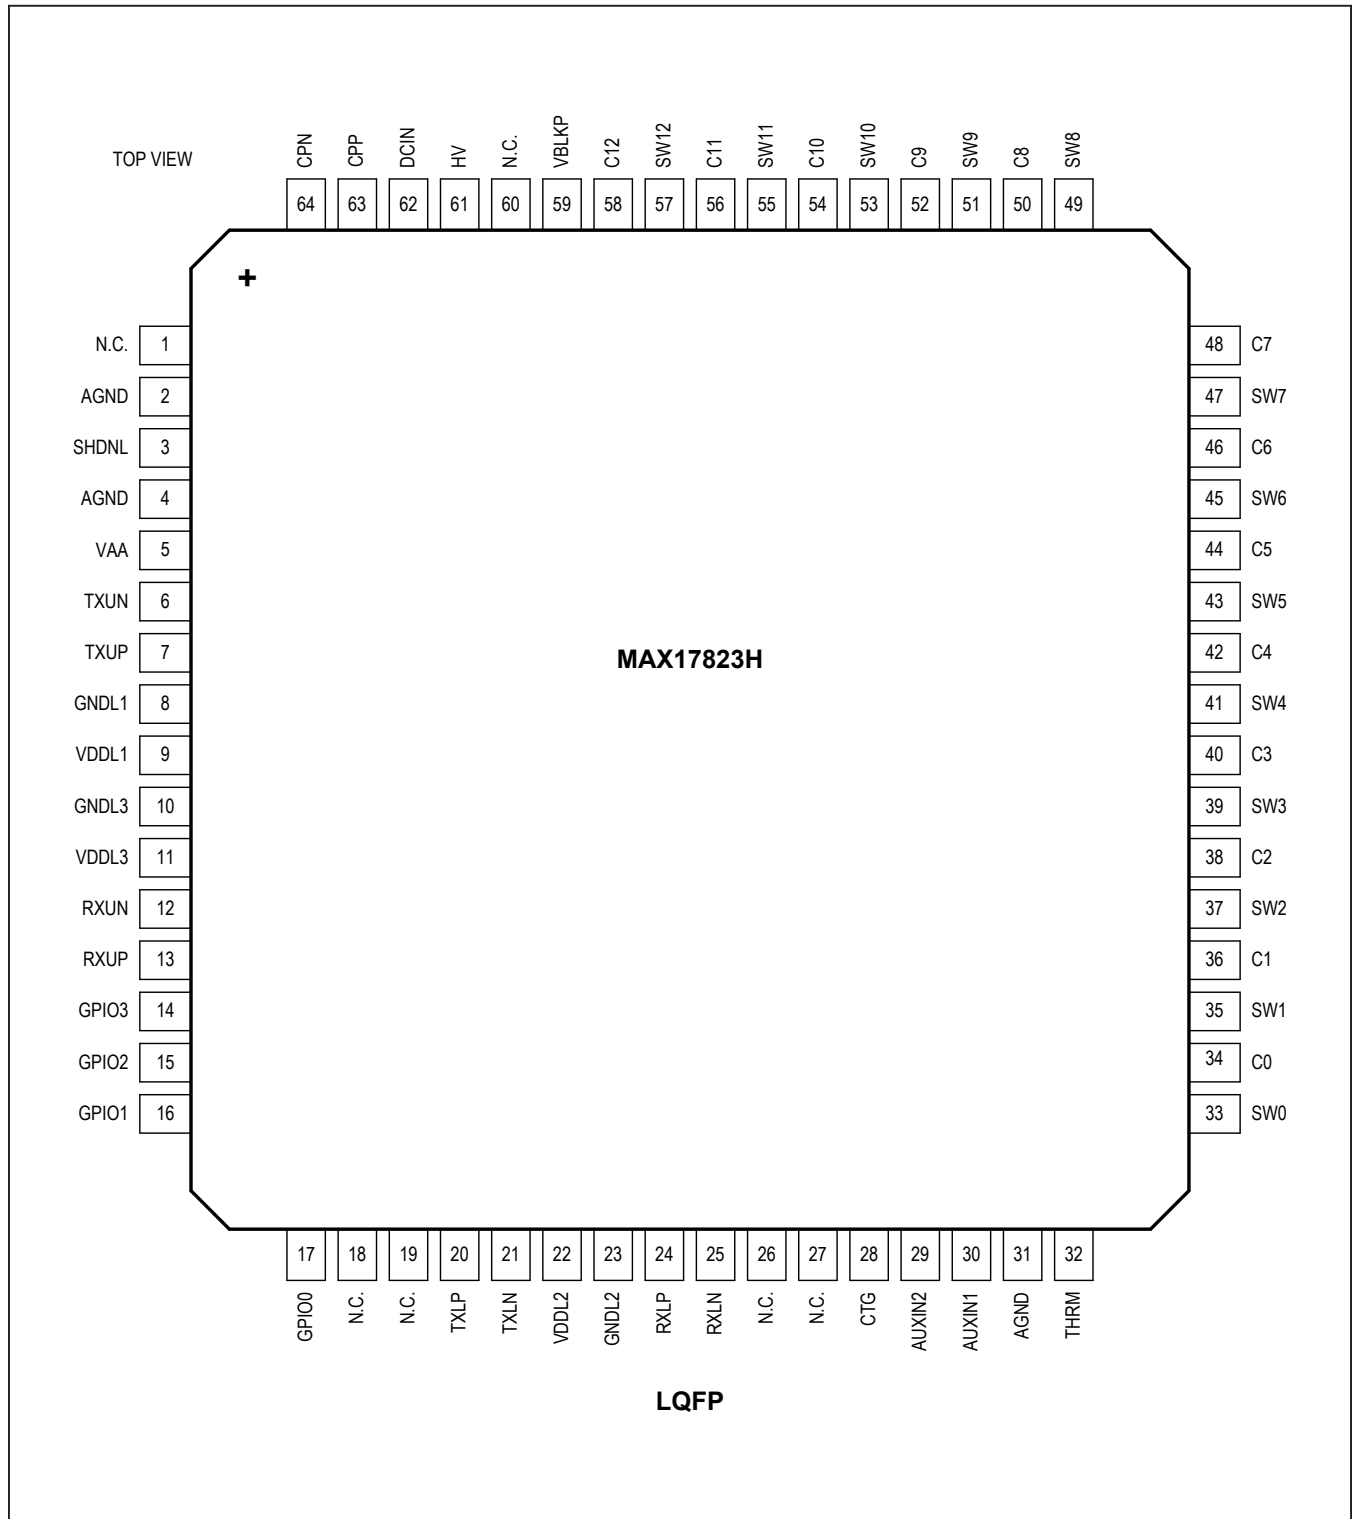 TOP VIEW
CPN
CPP
DCIN
HV
N.C.
VBLKP
C12
SW12
C11
SW11
C10
SW10
C9
SW9
C8
SW8
64 63 62 61 60 59 58 57 56 55 54 53 52 51 50 49
+
N.C. 1
AGND 2
SHDNL 3
AGND 4
VAA 5
TXUN 6
TXUP 7
GNDL1 8
VDDL1 9
GNDL3 10
VDDL3 11
RXUN 12
RXUP 13
GPIO3 14
GPIO2 15
GPIO1 16
MAX17823H
48 C7
47 SW7
46 C6
45 SW6
44 C5
43 SW5
42 C4
41 SW4
40 C3
39 SW3
38 C2
37 SW2
36 C1
35 SW1
34 C0
33 SW0
17 18 19 20 21 22 23 24 25 26 27 28 29 30 31 32
GPIO0
N.C.
N.C.
TXLP
TXLN
VDDL2
GNDL2
RXLP
RXLN
N.C.
N.C.
CTG
AUXIN2
AUXIN1
AGND
THRM
LQFP